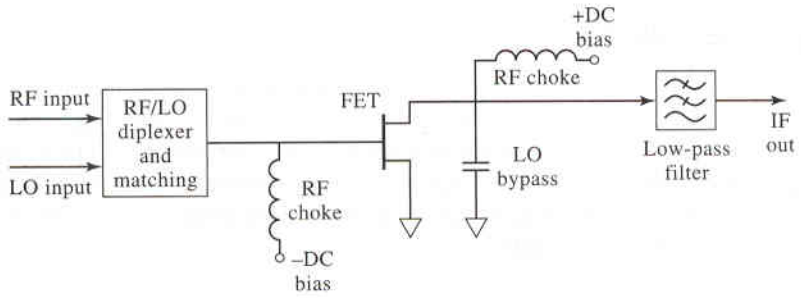 +DC
bias
RF choke
RF input
RF/LO
diplexer
and
matching
LO input
FET
RF
choke
–DC
bias
LO
bypass
Low-pass
filter
IF
out